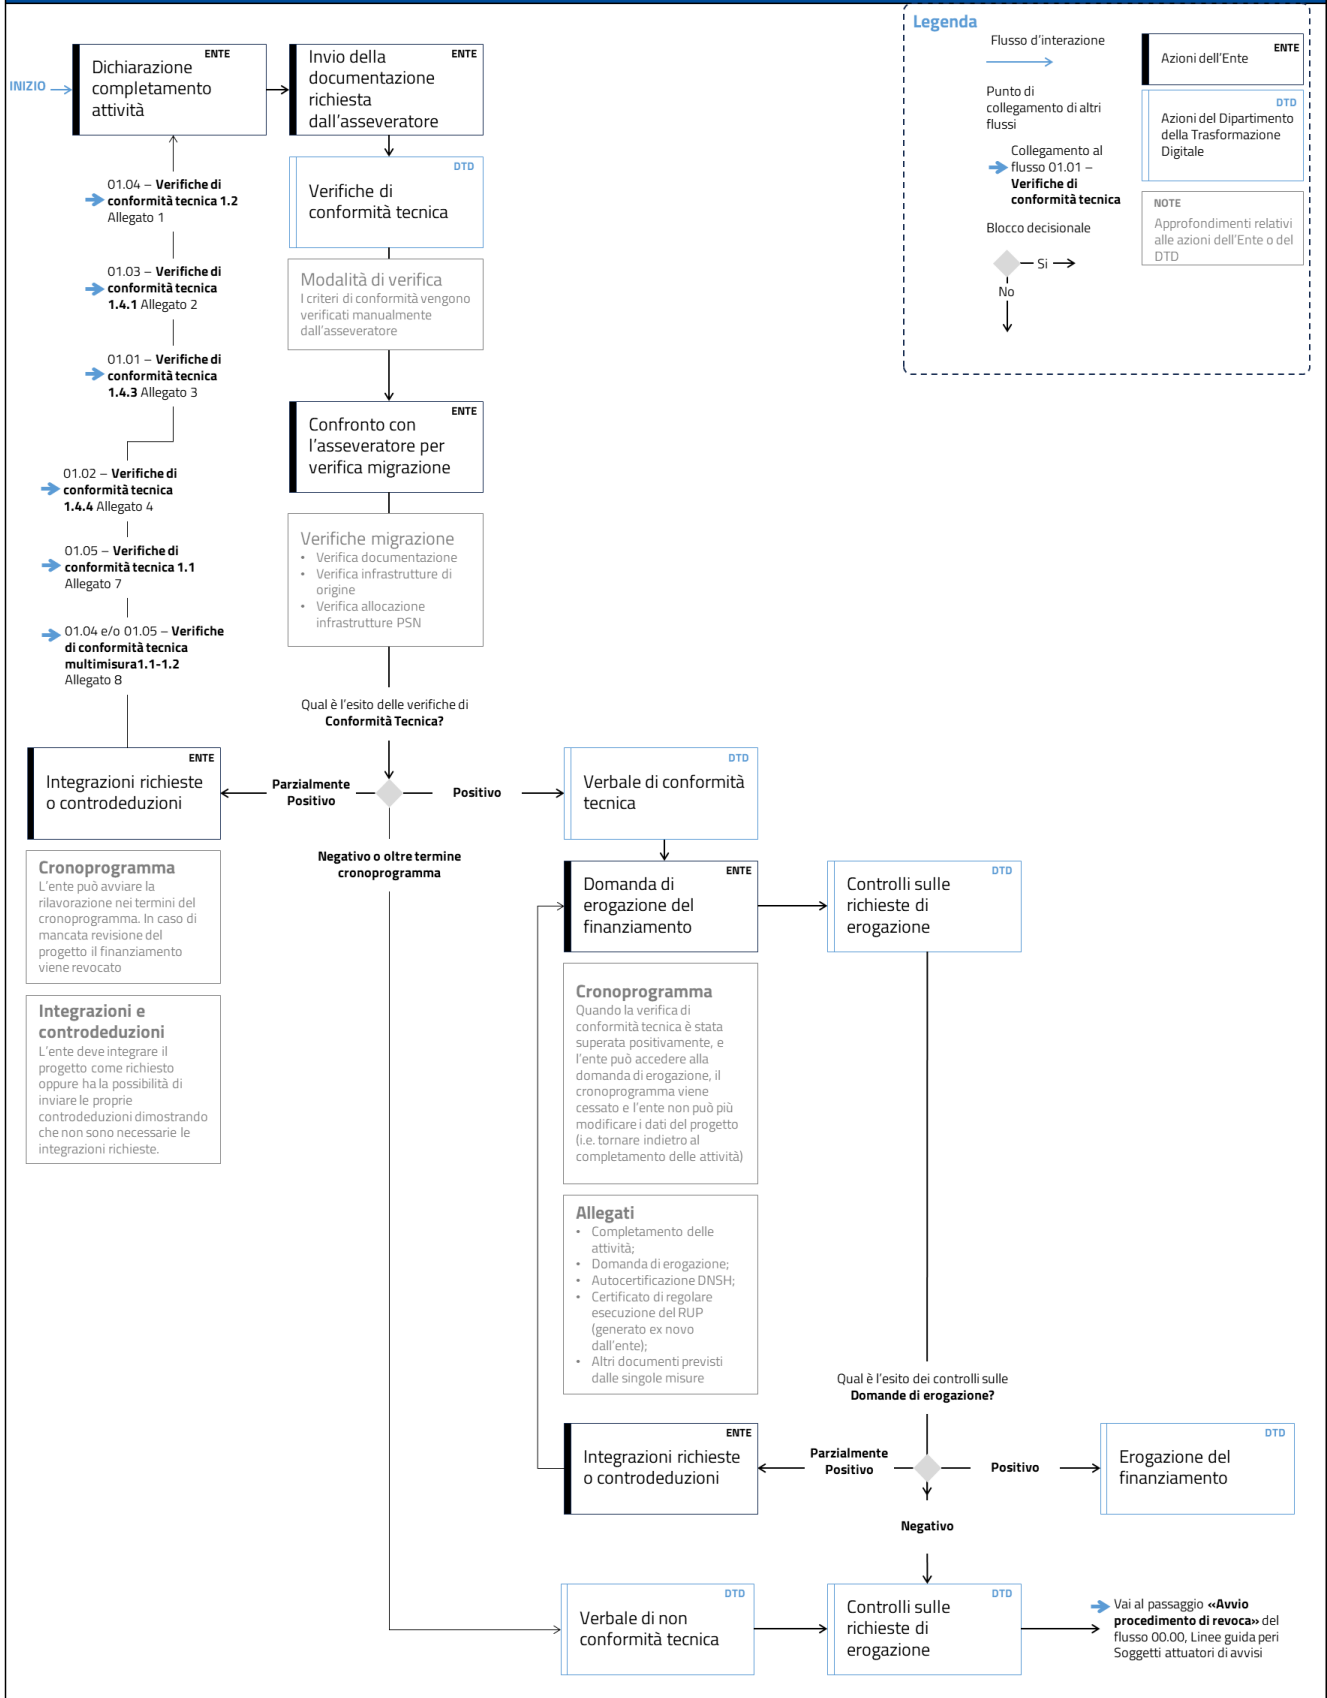 Legenda
Flusso d'interazione
Punto di
collegamento di altri
flussi
Collegamento al
flusso 01.01 –
Verifiche di
conformità tecnica
Blocco decisionale
Si
No
ENTE
Azioni dell'Ente
DTD
Azioni del Dipartimento
della Trasformazione
Digitale
NOTE
Approfondimenti relativi
alle azioni dell'Ente o del
DTD
INIZIO
ENTE
Dichiarazione
completamento
attività
ENTE
Invio della
documentazione
richiesta
dall'asseveratore
DTD
Verifiche di
conformità tecnica
Modalità di verifica
I criteri di conformità vengono
verificati manualmente
dall'asseveratore
ENTE
Confronto con
l'asseveratore per
verifica migrazione
Verifiche migrazione
• Verifica documentazione
• Verifica infrastrutture di
origine
• Verifica allocazione
infrastrutture PSN
01.04 – Verifiche di
conformità tecnica 1.2
Allegato 1
01.03 – Verifiche di
conformità tecnica
1.4.1 Allegato 2
01.01 – Verifiche di
conformità tecnica
1.4.3 Allegato 3
01.02 – Verifiche di
conformità tecnica
1.4.4 Allegato 4
01.05 – Verifiche di
conformità tecnica 1.1
Allegato 7
01.04 e/o 01.05 – Verifiche
di conformità tecnica
multimisura1.1-1.2
Allegato 8
Qual è l'esito delle verifiche di
Conformità Tecnica?
ENTE
Integrazioni richieste
o controdeduzioni
Parzialmente
Positivo
Positivo
DTD
Verbale di conformità
tecnica
Negativo o oltre termine
cronoprogramma
Cronoprogramma
L'ente può avviare la
rilavorazione nei termini del
cronoprogramma. In caso di
mancata revisione del
progetto il finanziamento
viene revocato
Integrazioni e
controdeduzioni
L'ente deve integrare il
progetto come richiesto
oppure ha la possibilità di
inviare le proprie
controdeduzioni dimostrando
che non sono necessarie le
integrazioni richieste.
ENTE
Domanda di
erogazione del
finanziamento
DTD
Controlli sulle
richieste di
erogazione
Cronoprogramma
Quando la verifica di
conformità tecnica è stata
superata positivamente, e
l'ente può accedere alla
domanda di erogazione, il
cronoprogramma viene
cessato e l'ente non può più
modificare i dati del progetto
(i.e. tornare indietro al
completamento delle attività)
Allegati
• Completamento delle
attività;
• Domanda di erogazione;
• Autocertificazione DNSH;
• Certificato di regolare
esecuzione del RUP
(generato ex novo
dall'ente);
• Altri documenti previsti
dalle singole misure
Qual è l'esito dei controlli sulle
Domande di erogazione?
ENTE
Integrazioni richieste
o controdeduzioni
Parzialmente
Positivo
Positivo
DTD
Erogazione del
finanziamento
Negativo
DTD
Verbale di non
conformità tecnica
DTD
Controlli sulle
richieste di
erogazione
Vai al passaggio «Avvio
procedimento di revoca» del
flusso 00.00, Linee guida per i
Soggetti attuatori di avvisi